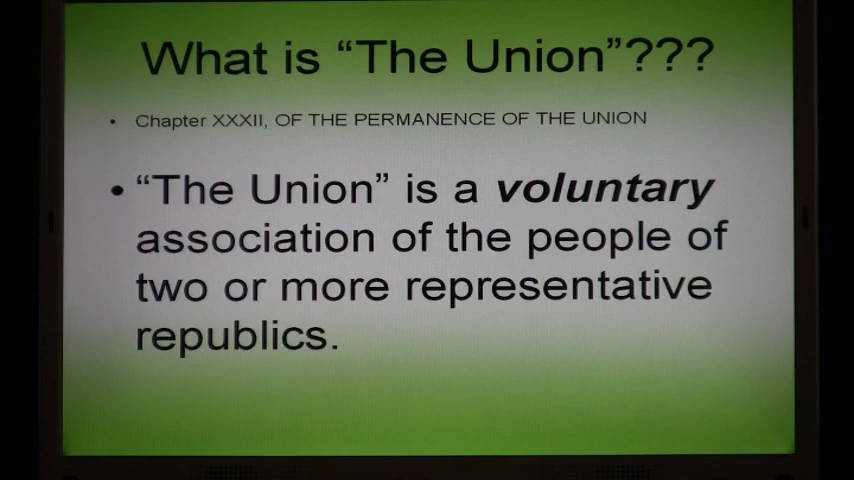 What is “The Union”???
• Chapter XXXII, OF THE PERMANENCE OF THE UNION
• “The Union” is a voluntary
association of the people of
two or more representative
republics.